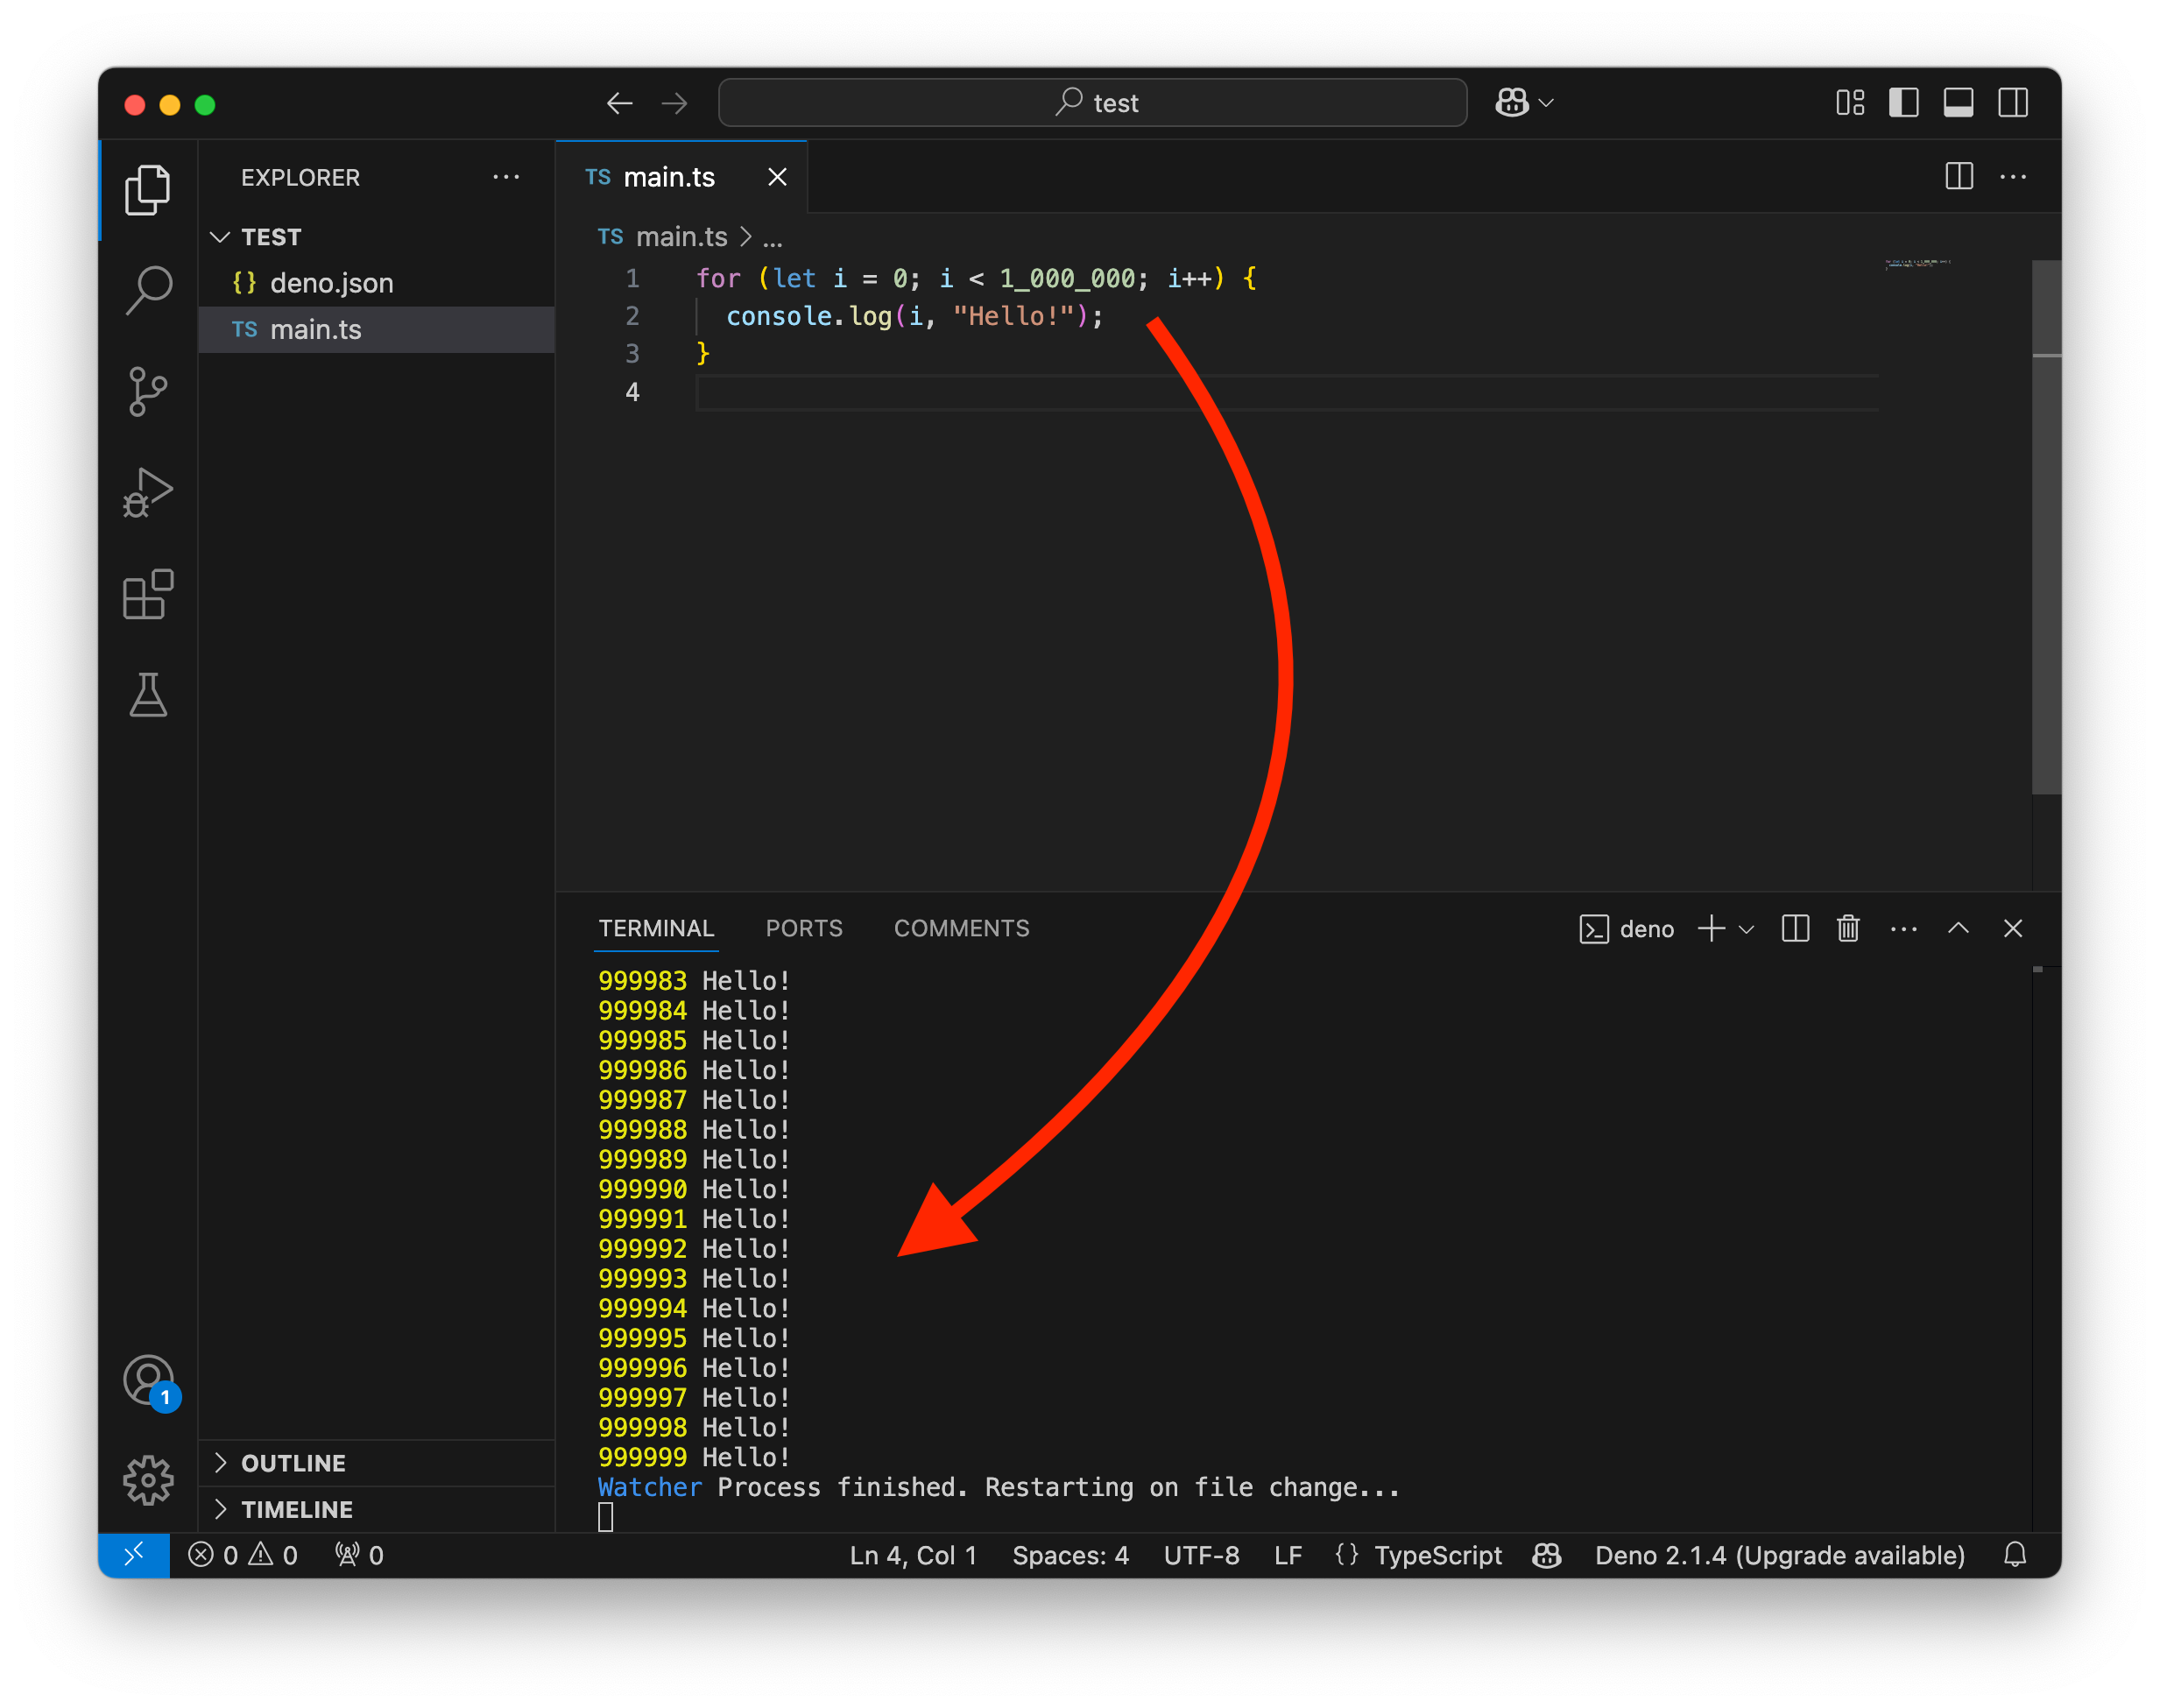 test
EXPLORER
TEST
{} deno.json
TS main.ts
OUTLINE
TIMELINE
1
TS main.ts
TS main.ts > ...
1 for (let i = 0; i < 1_000_000; i++) {
2 console.log(i, "Hello!");
3 }
4
TERMINAL PORTS COMMENTS
deno
999983 Hello!
999984 Hello!
999985 Hello!
999986 Hello!
999987 Hello!
999988 Hello!
999989 Hello!
999990 Hello!
999991 Hello!
999992 Hello!
999993 Hello!
999994 Hello!
999995 Hello!
999996 Hello!
999997 Hello!
999998 Hello!
999999 Hello!
Watcher Process finished. Restarting on file change...
0 0 0 Ln 4, Col 1 Spaces: 4 UTF-8 LF {} TypeScript Deno 2.1.4 (Upgrade available)